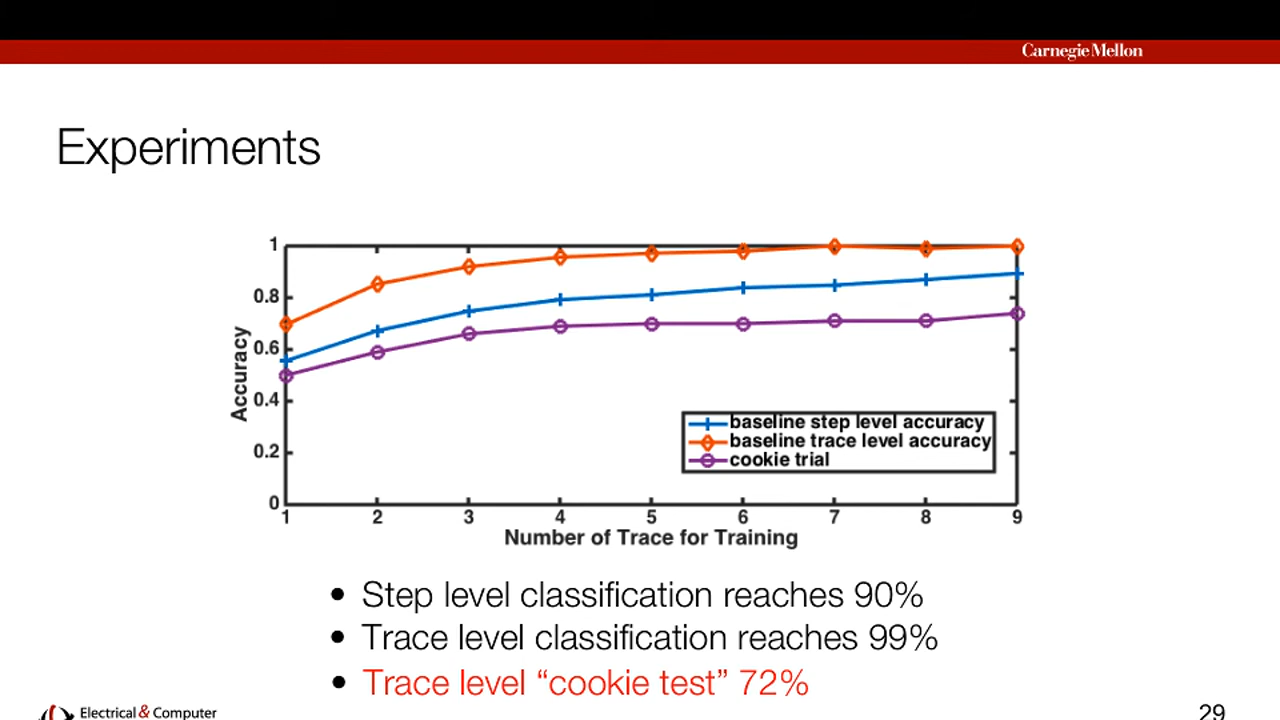 Carnegie Mellon
Experiments
1
0.8
0.6
0.4
0.2
0
Accuracy
baseline step level accuracy
baseline trace level accuracy
cookie trial
1 2 3 4 5 6 7 8 9
Number of Trace for Training
• Step level classification reaches 90%
• Trace level classification reaches 99%
• Trace level “cookie test” 72%
Electrical & Computer
29